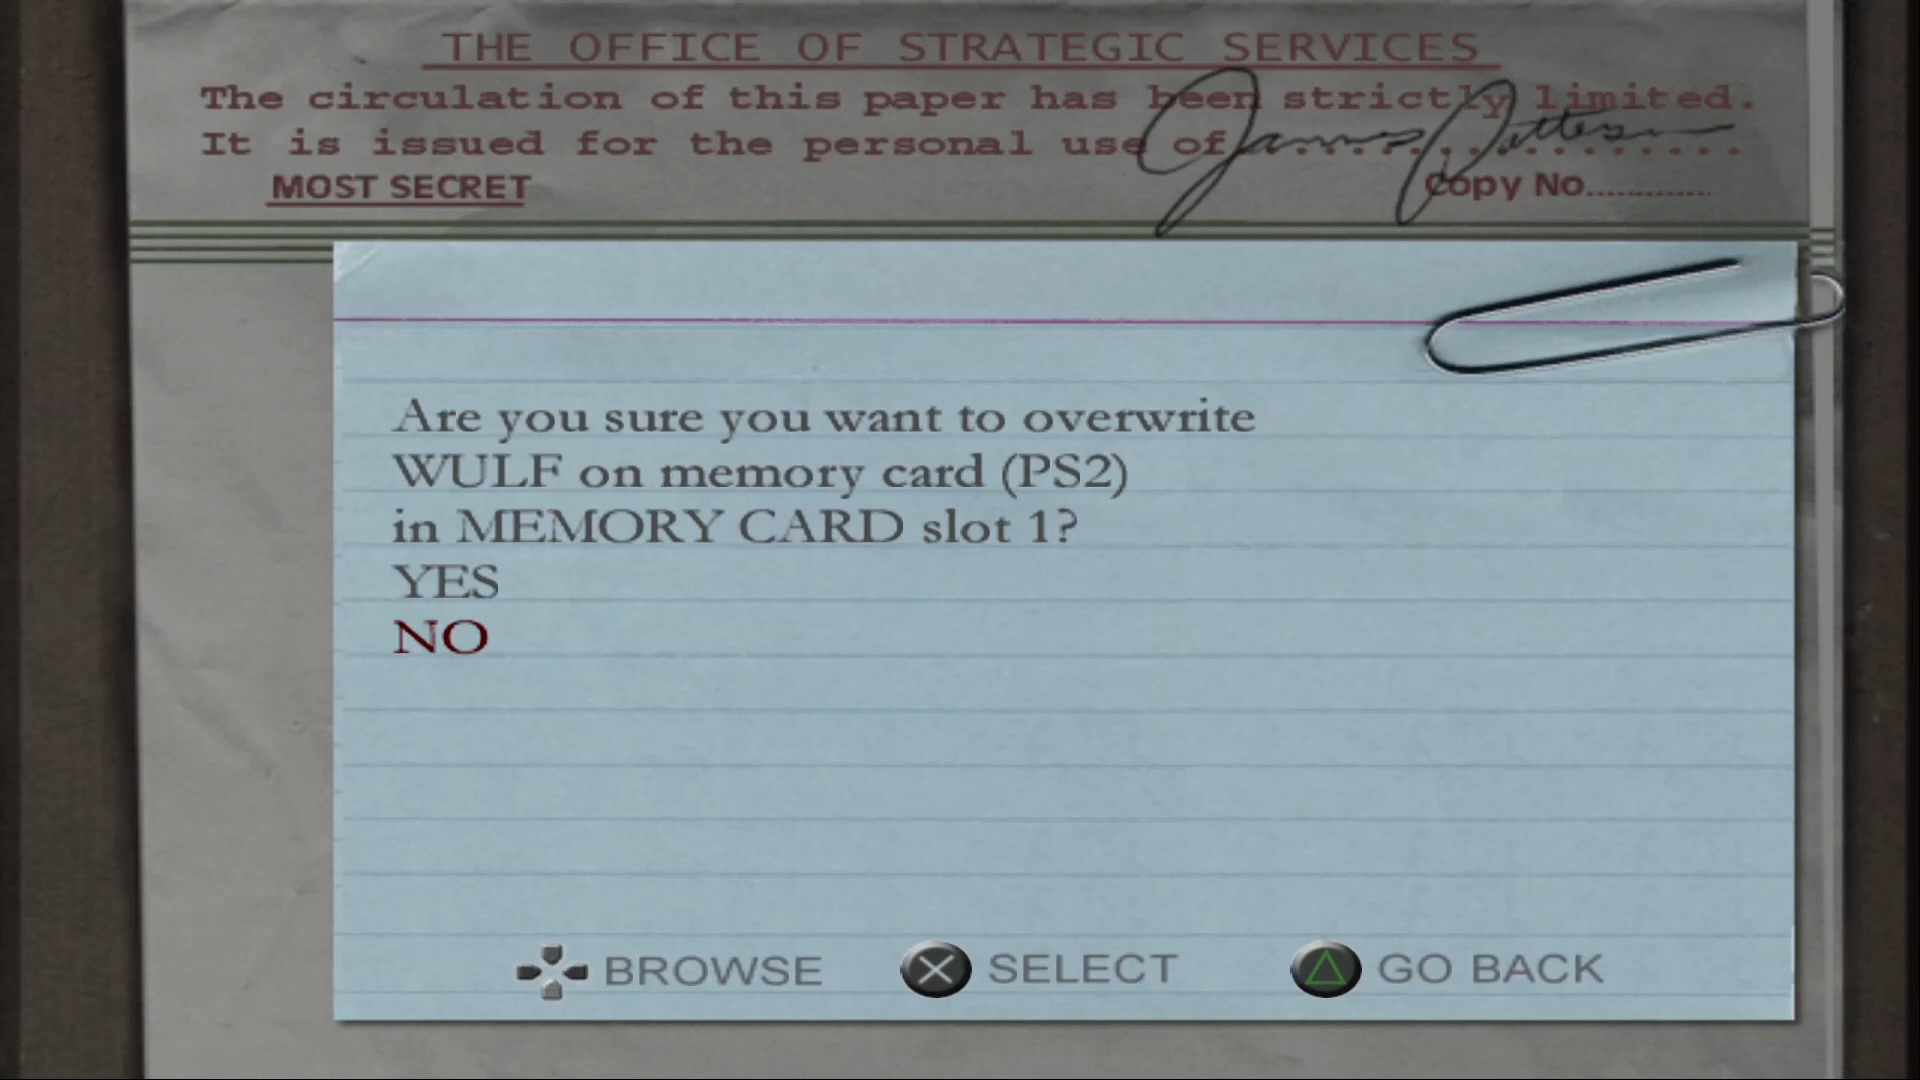 THE OFFICE OF STRATEGIC SERVICES
The circulation of this paper has been strictly limited.
It is issued for the personal use of James Patterson
MOST SECRET
Copy No............
Are you sure you want to overwrite
WULF on memory card (PS2)
in MEMORY CARD slot 1?
YES
NO
BROWSE
SELECT
GO BACK